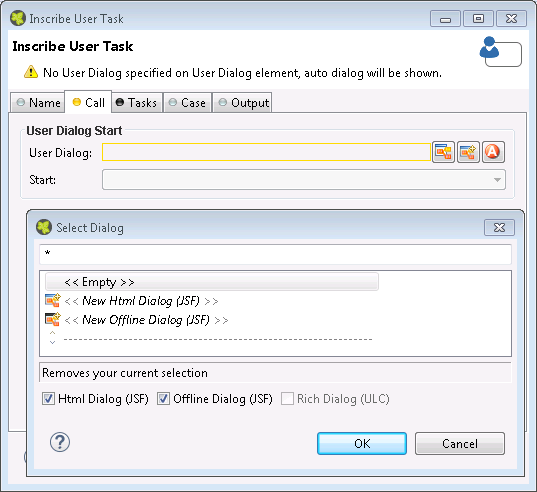 Inscribe User Task
Inscribe User Task
No User Dialog specified on User Dialog element, auto dialog will be shown.
Name Call Tasks Case Output
User Dialog Start
User Dialog:
A
Start:
Select Dialog
*
<< Empty >>
<< New Html Dialog (JSF) >>
<< New Offline Dialog (JSF) >>
---------------------------------------------------------------
Removes your current selection
Html Dialog (JSF) Offline Dialog (JSF) Rich Dialog (ULC)
?
OK Cancel